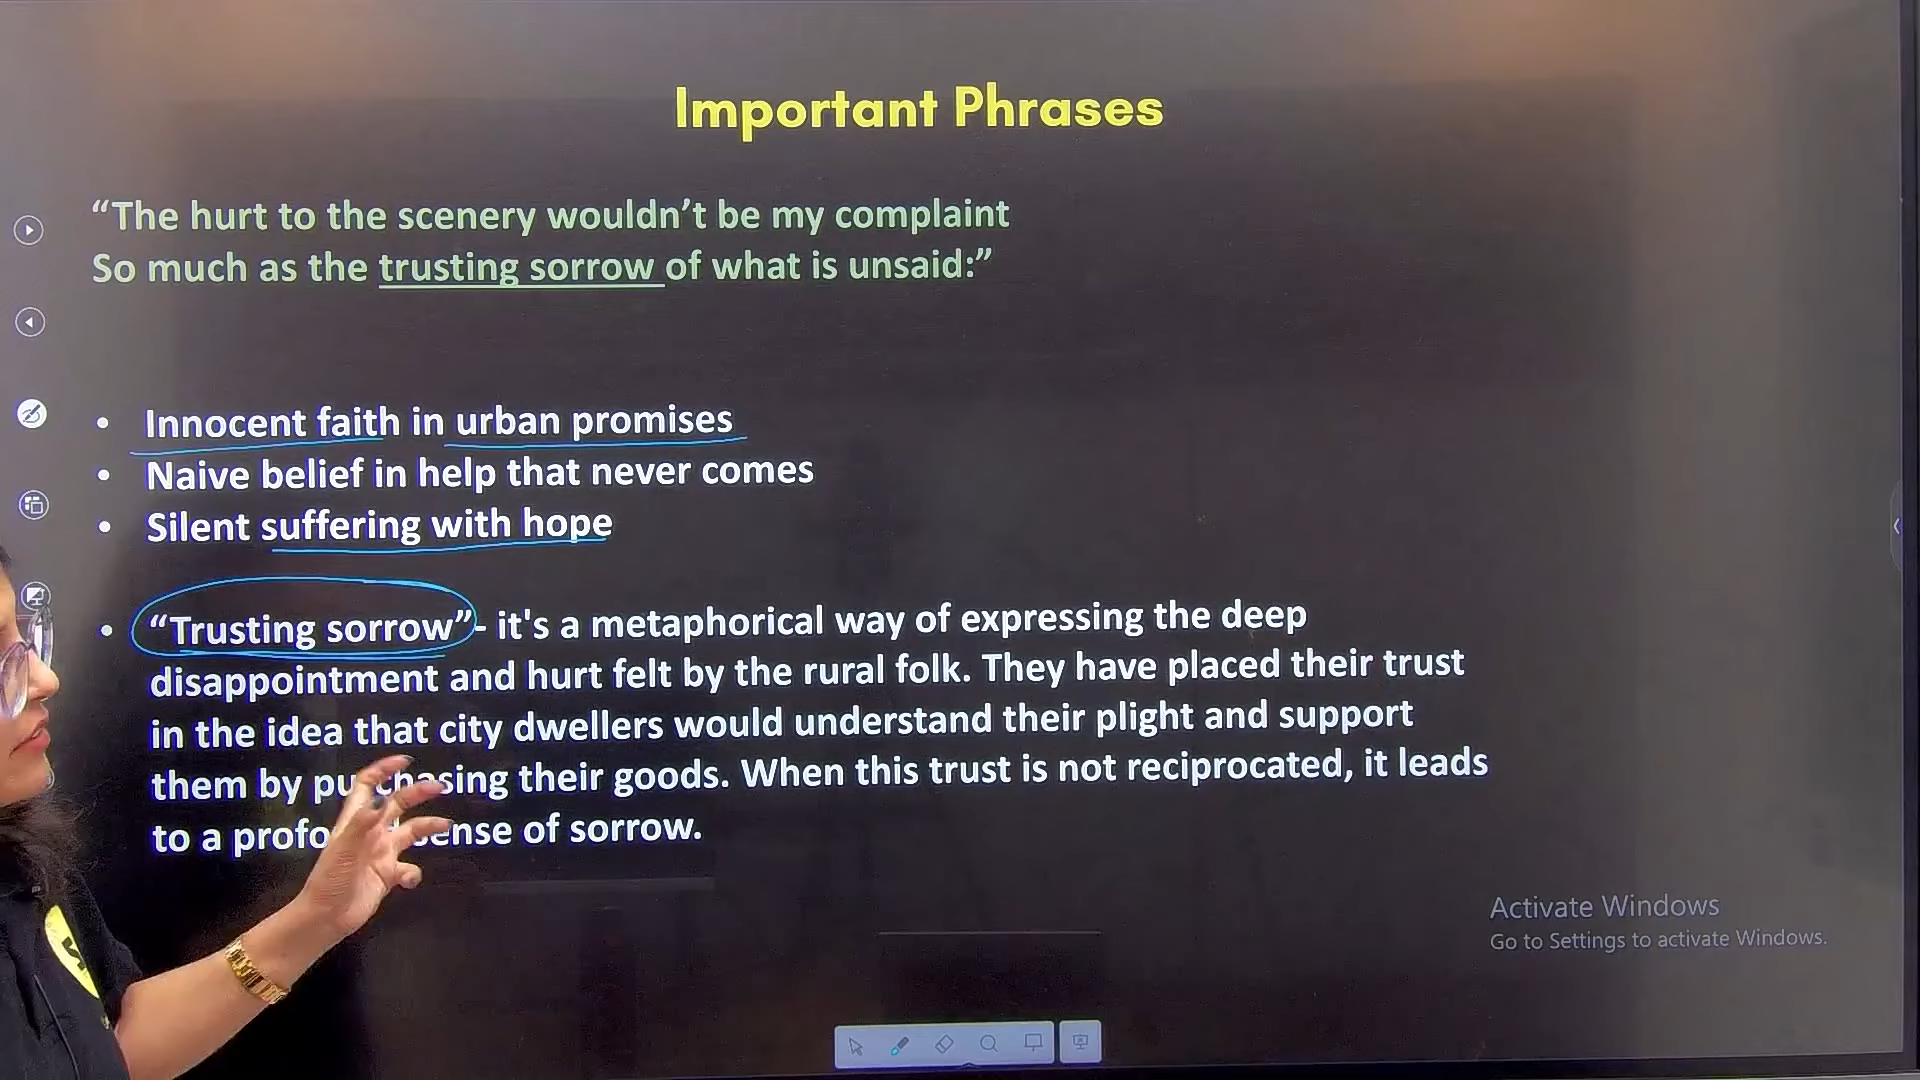 Important Phrases
“The hurt to the scenery wouldn’t be my complaint
So much as the trusting sorrow of what is unsaid:”
• Innocent faith in urban promises
• Naive belief in help that never comes
• Silent suffering with hope
• “Trusting sorrow”- it's a metaphorical way of expressing the deep
disappointment and hurt felt by the rural folk. They have placed their trust
in the idea that city dwellers would understand their plight and support
them by purchasing their goods. When this trust is not reciprocated, it leads
to a sense of sorrow.
Activate Windows
Go to Settings to activate Windows.